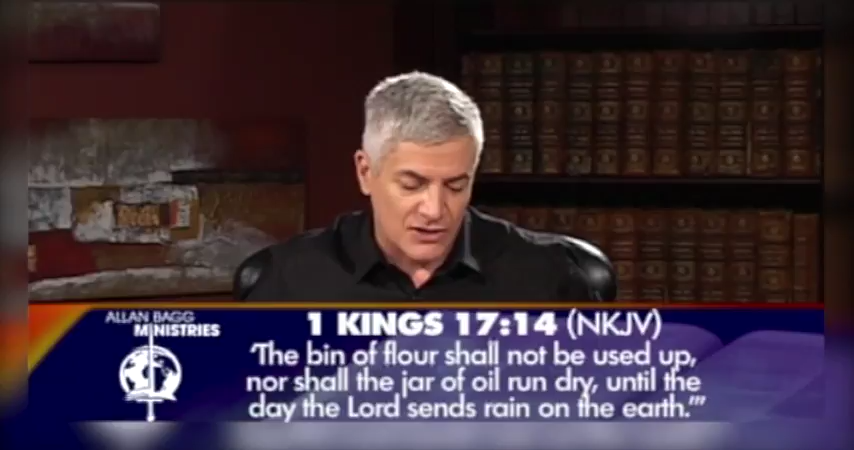 ALLAN BAGG
MINISTRIES
1 KINGS 17:14 (NKJV)
‘The bin of flour shall not be used up,
nor shall the jar of oil run dry, until the
day the Lord sends rain on the earth.’”